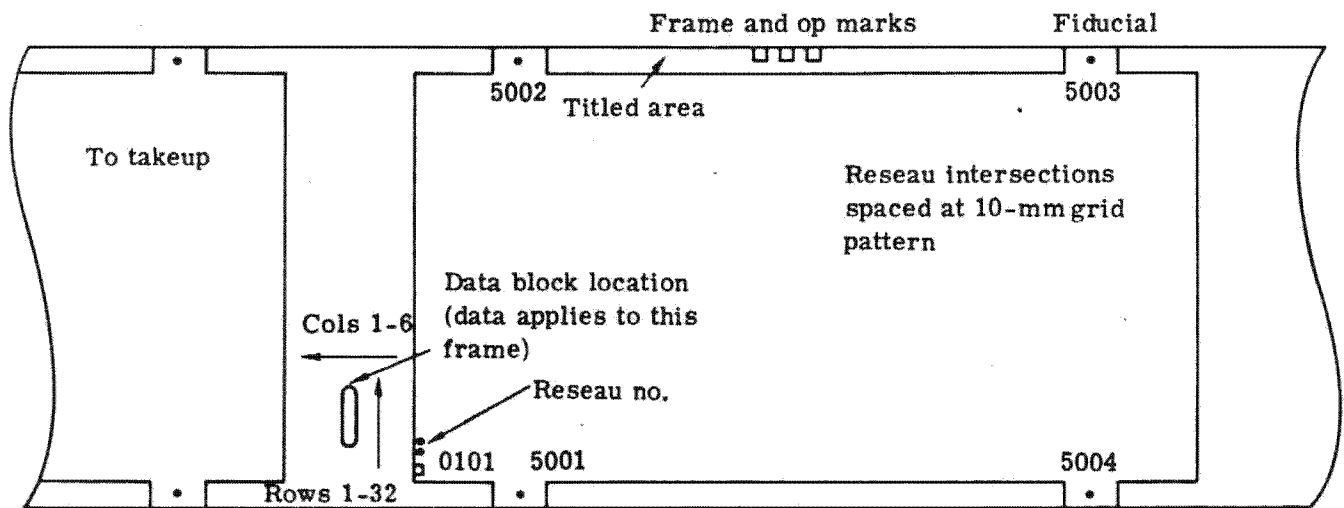 Frame and op marks
Fiducial
5002
Titled area
5003
To takeup
Reseau intersections
spaced at 10-mm grid
pattern
Data block location
(data applies to this
frame)
Cols 1-6
Reseau no.
0101
5001
5004
Rows 1-32